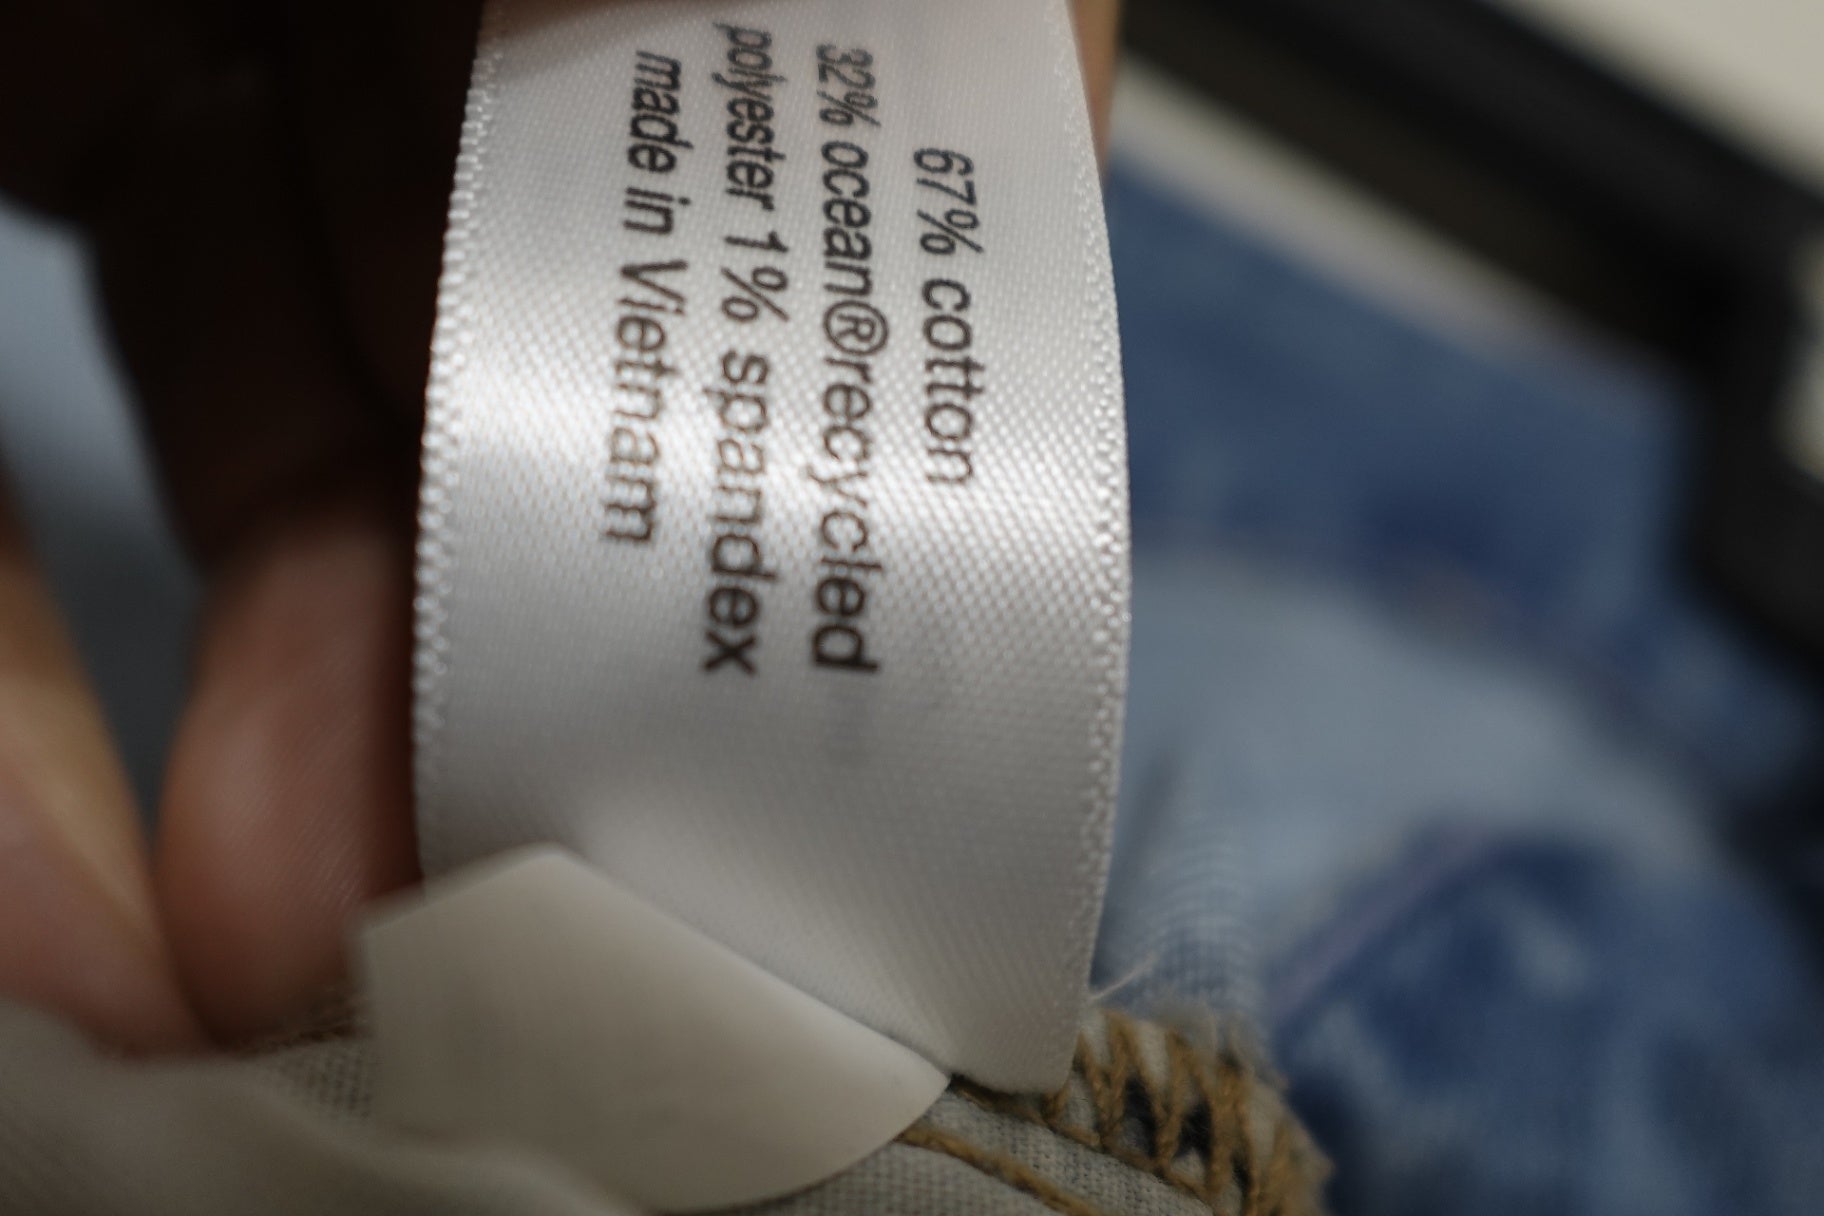 67% cotton
32% ocean®recycled
polyester 1% spandex
made in Vietnam